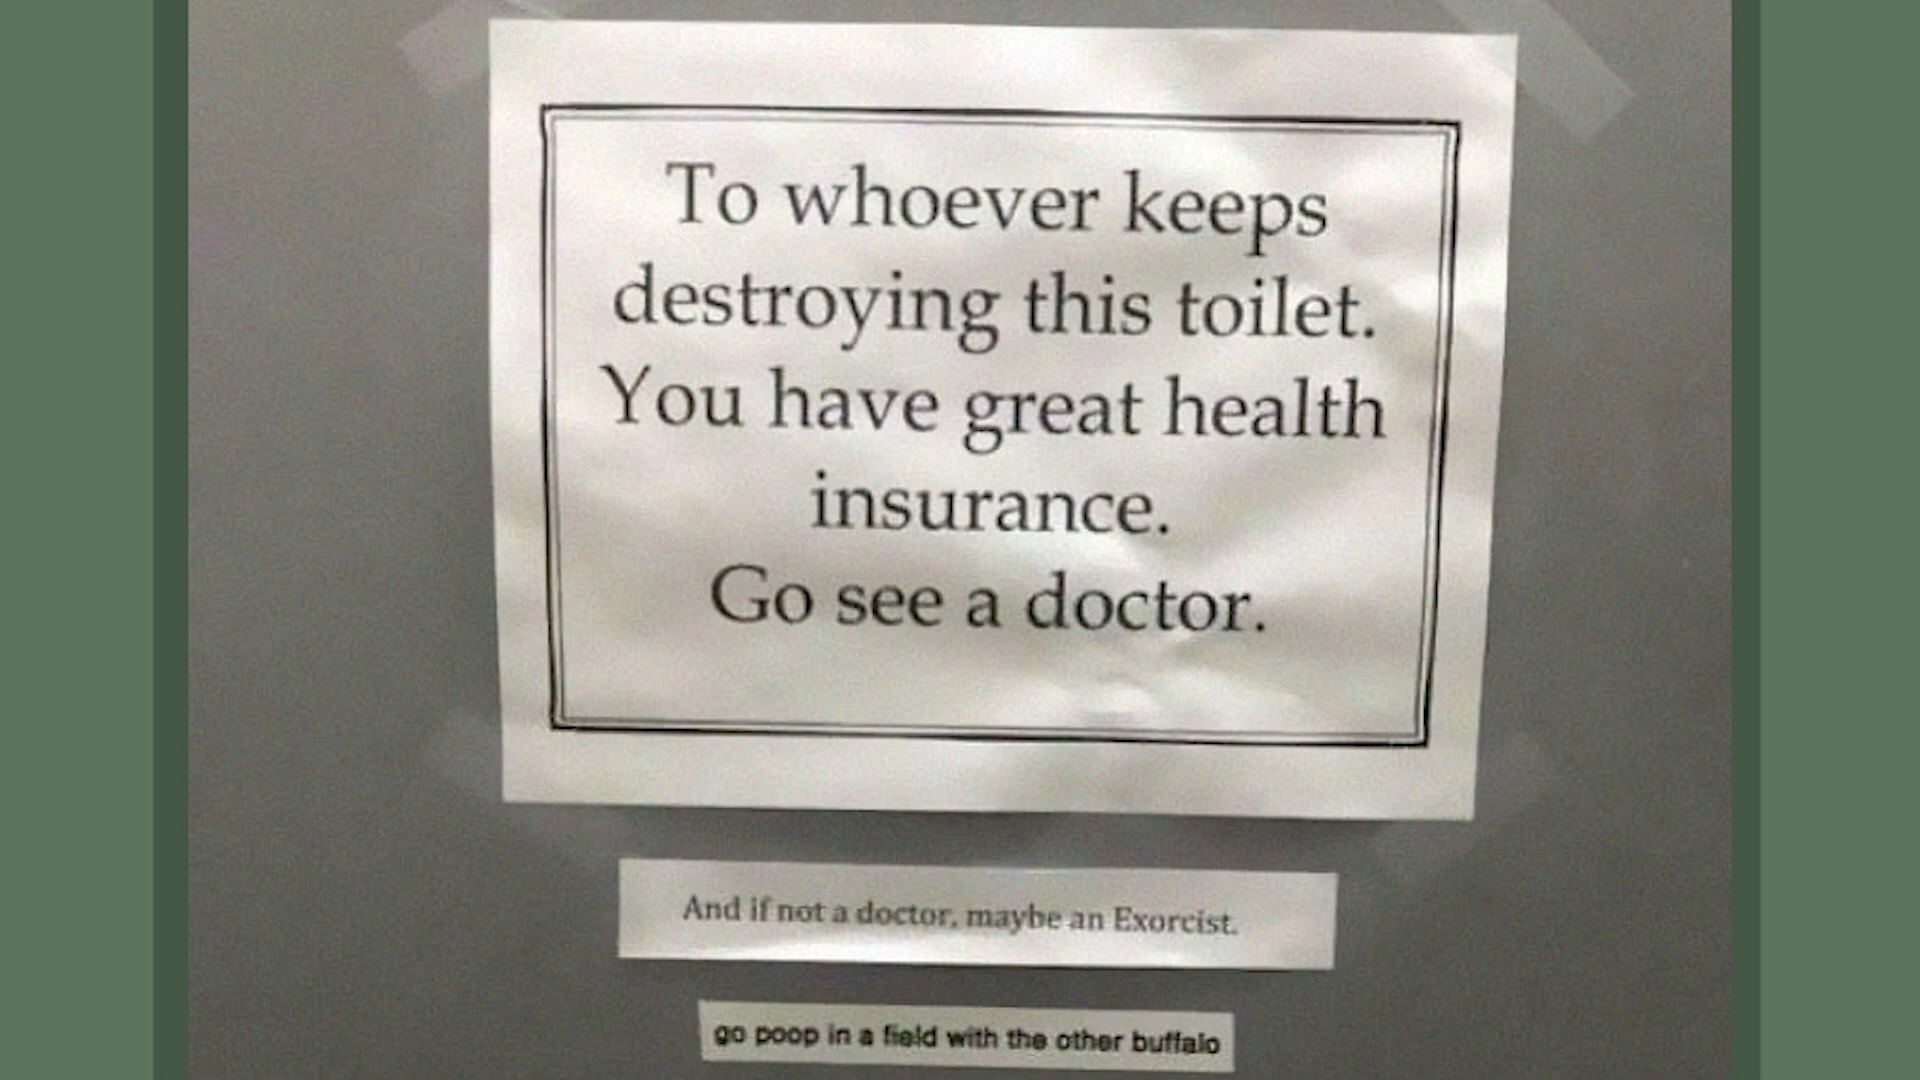 To whoever keeps
destroying this toilet.
You have great health
insurance.
Go see a doctor.
And if not a doctor, maybe an Exorcist.
go poop in a field with the other buffalo